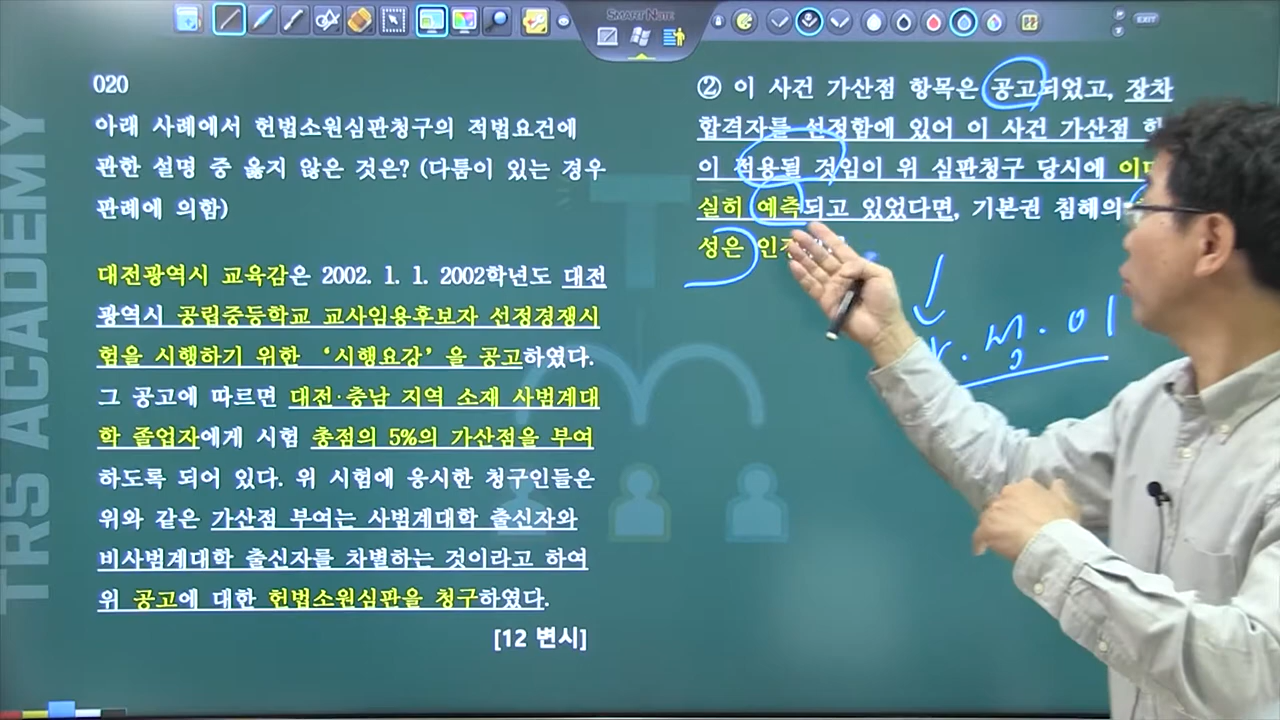 SMART NOTE
EXIT
TRS ACADEMY
020
아래 사례에서 헌법소원심판청구의 적법요건에
관한 설명 중 옳지 않은 것은? (다툼이 있는 경우
판례에 의함)
대전광역시 교육감은 2002. 1. 1. 2002학년도 대전
광역시 공립중등학교 교사임용후보자 선정경쟁시
험을 시행하기 위한 ‘시행요강’을 공고하였다.
그 공고에 따르면 대전·충남 지역 소재 사범계대
학 졸업자에게 시험 총점의 5%의 가산점을 부여
하도록 되어 있다. 위 시험에 응시한 청구인들은
위와 같은 가산점 부여는 사범계대학 출신자와
비사범계대학 출신자를 차별하는 것이라고 하여
위 공고에 대한 헌법소원심판을 청구하였다.
[12 변시]
② 이 사건 가산점 항목은 공고되었고, 장차
합격자를 선정함에 있어 이 사건 가산점
이 적용될 것임이 위 심판청구 당시에
실히 예측되고 있었다면, 기본권 침해의
성은